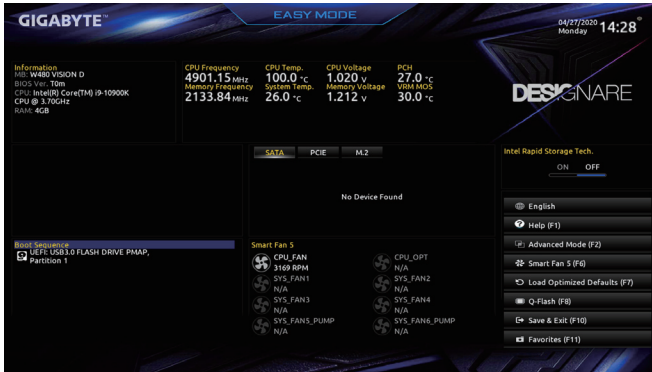 GIGABYTE™
EASY MODE
04/27/2020
Monday
14:28
Information
MB: W480 VISION D
BIOS Ver. T0m
CPU: Intel(R) Core(TM) i9-10900K
CPU @ 3.70GHz
RAM: 4GB
CPU Frequency
4901.15 MHz
CPU Temp.
100.0 °C
CPU Voltage
1.020 V
PCH
27.0 °C
Memory Frequency
2133.84 MHz
System Temp.
26.0 °C
Memory Voltage
1.212 V
VRM MOS
30.0 °C
DESIGNARE
SATA PCIE M.2
No Device Found
Intel Rapid Storage Tech.
ON OFF
Boot Sequence
UEFI: USB3.0 FLASH DRIVE PMAP,
Partition 1
Smart Fan 5
CPU_FAN
3169 RPM
CPU_OPT
N/A
SYS_FAN1
N/A
SYS_FAN2
N/A
SYS_FAN3
N/A
SYS_FAN4
N/A
SYS_FAN5_PUMP
N/A
SYS_FAN6_PUMP
N/A
English
Help (F1)
Advanced Mode (F2)
Smart Fan 5 (F6)
Load Optimized Defaults (F7)
Q-Flash (F8)
Save & Exit (F10)
Favorites (F11)